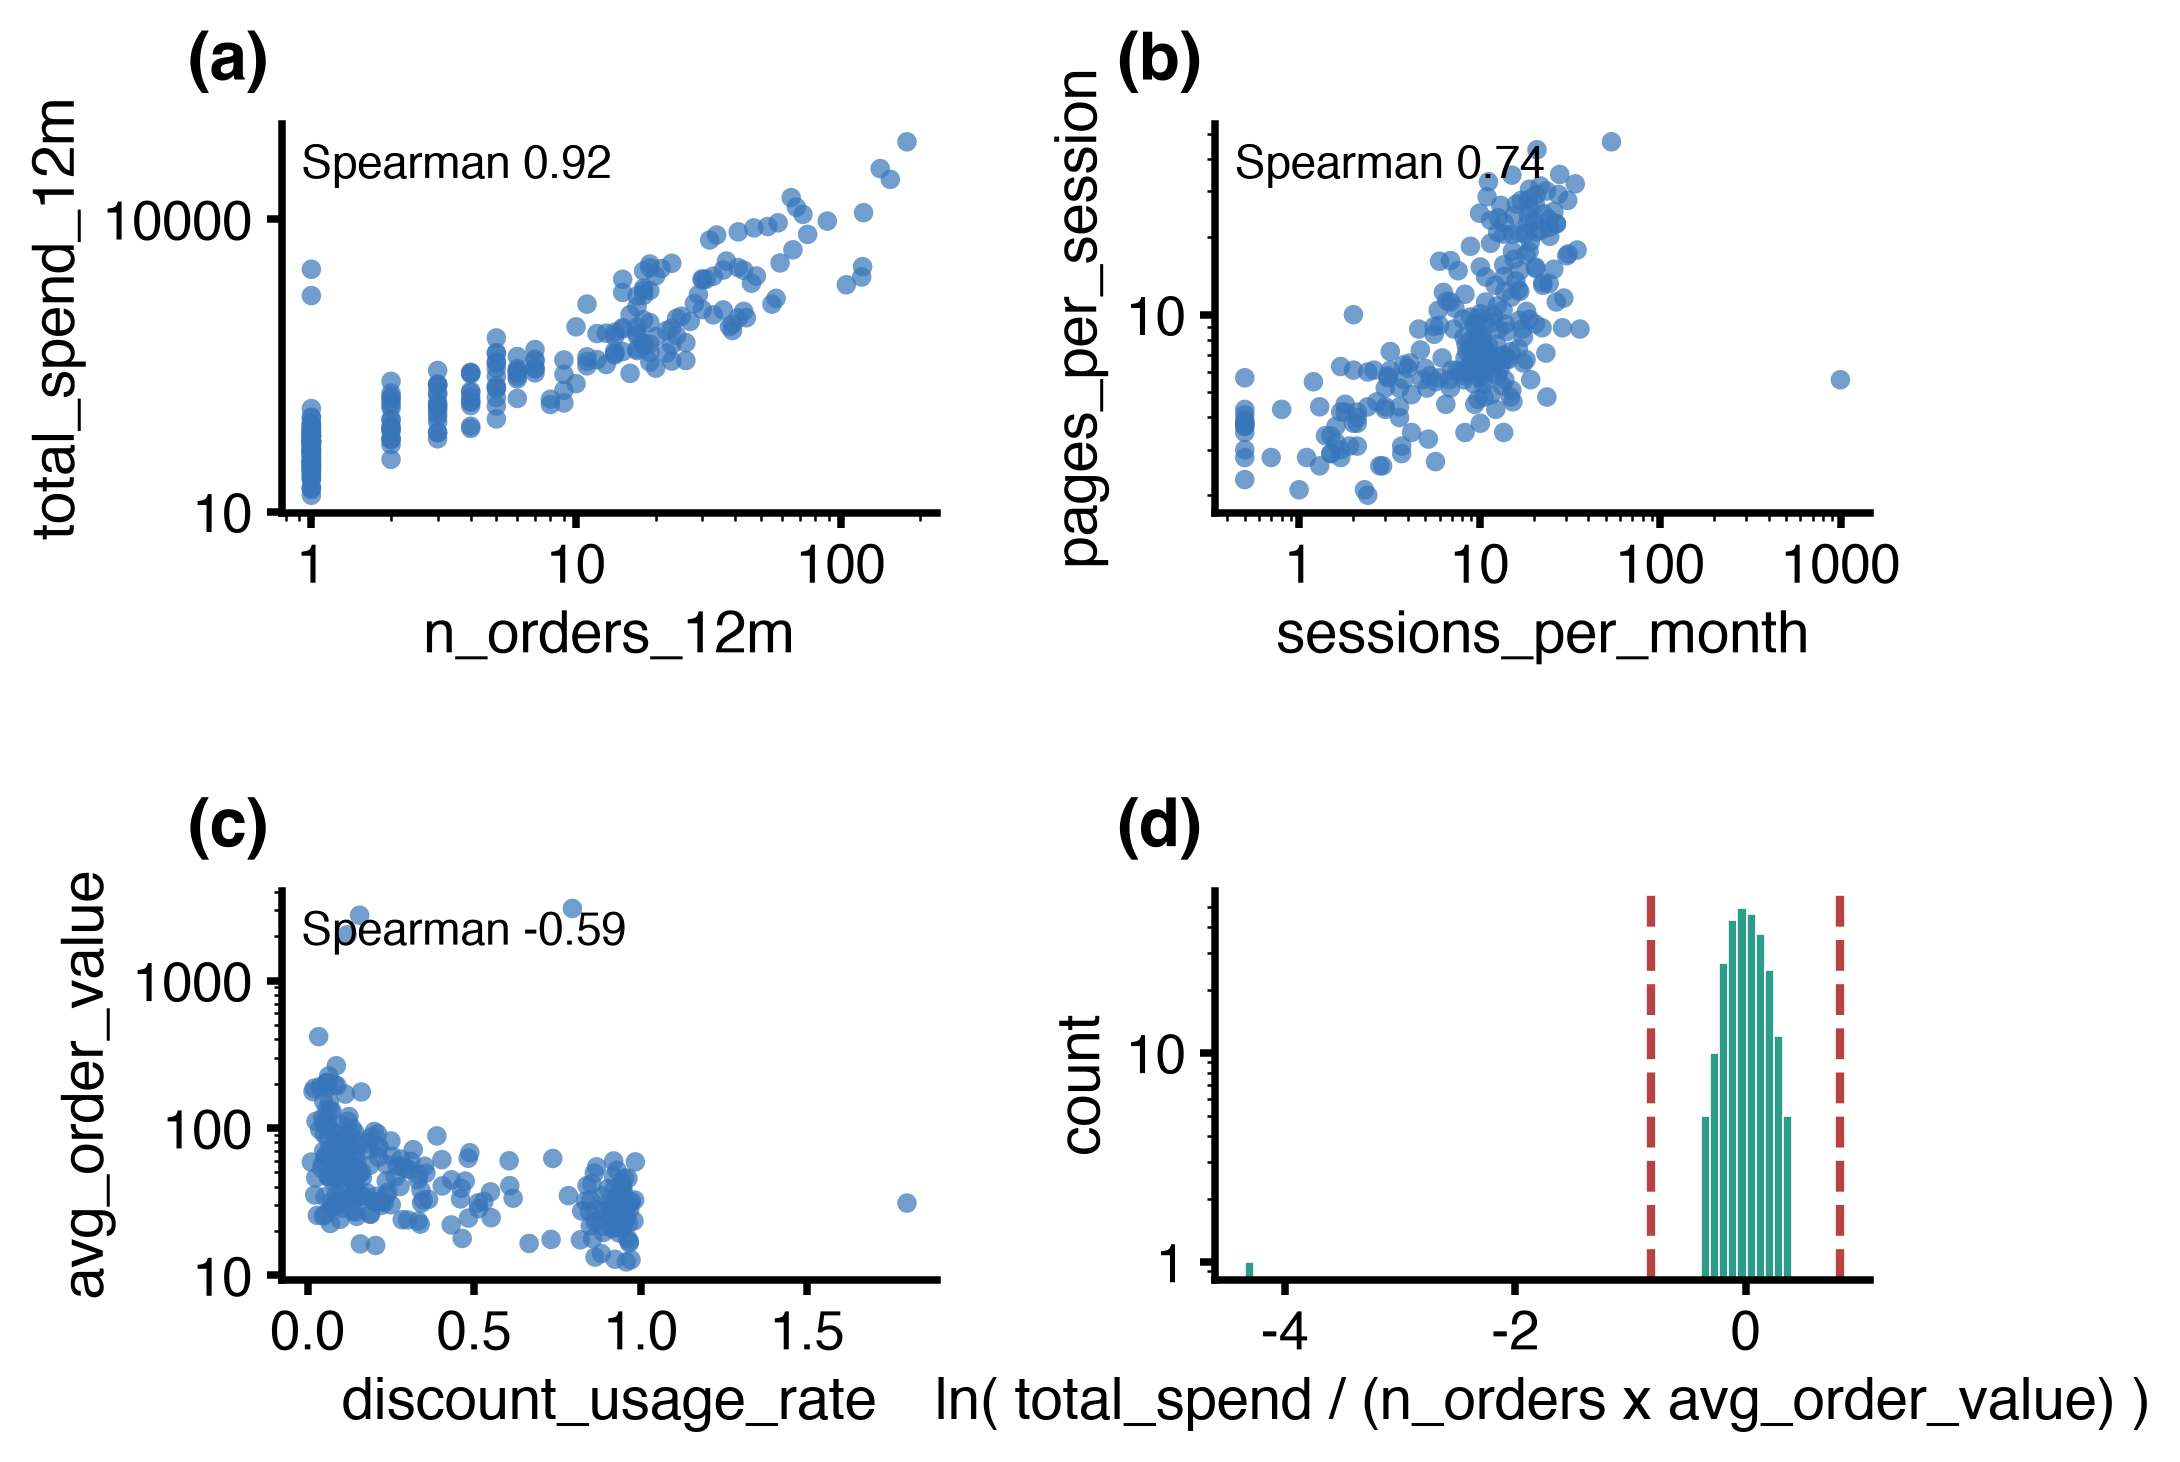 (a)
total_spend_12m
Spearman 0.92
10000
10
1
10
100
n_orders_12m
(b)
pages_per_session
Spearman 0.74
10
1
10
100
1000
sessions_per_month
(c)
avg_order_value
Spearman -0.59
1000
100
10
0.0
0.5
1.0
1.5
discount_usage_rate
(d)
count
10
1
-4
-2
0
ln( total_spend / (n_orders x avg_order_value) )